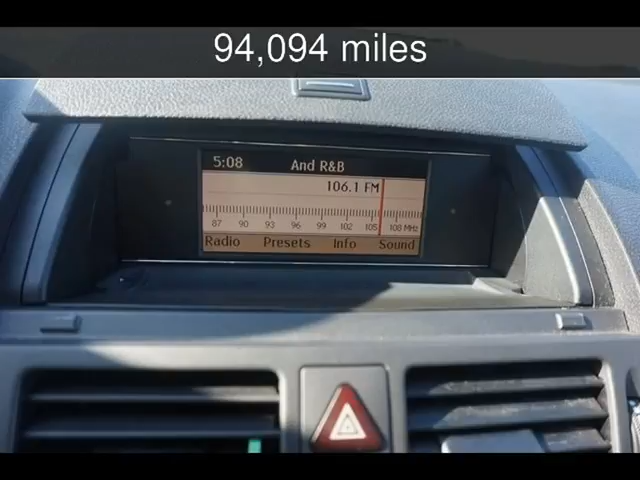 94,094 miles
5:08 And R&B
106.1 FM
87 90 93 96 99 102 105 108 MHz
Radio Presets Info Sound